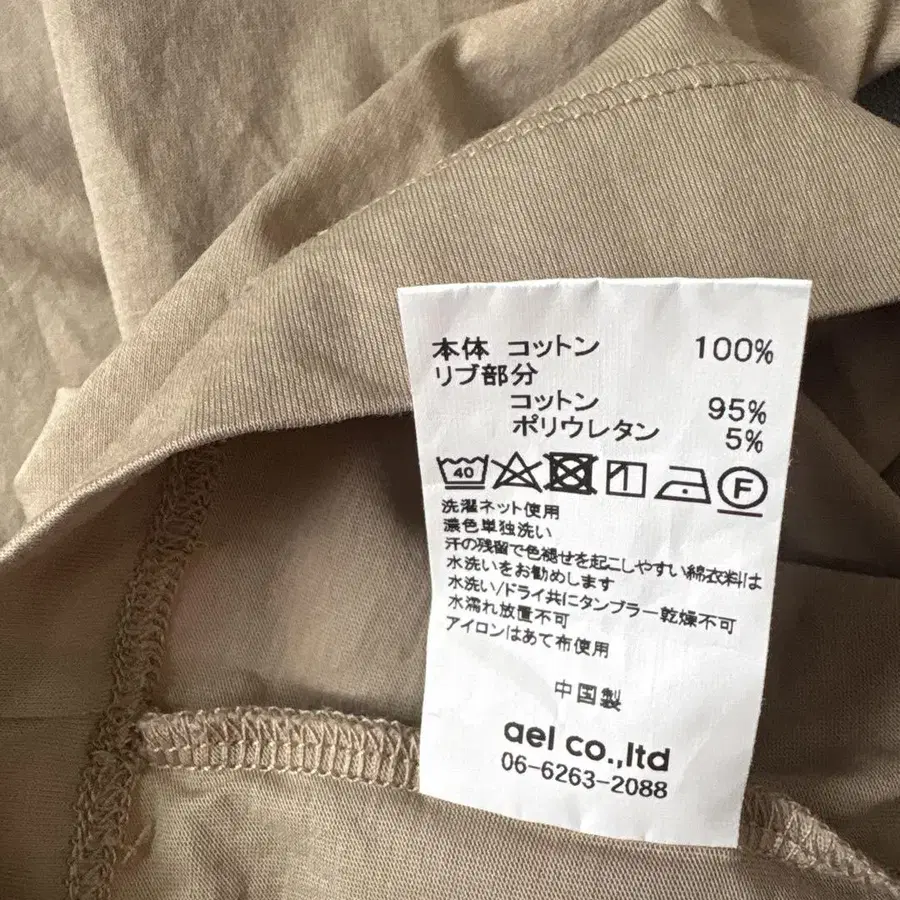 本体 コットン 100%
リブ部分
コットン 95%
ポリウレタン 5%
40 F
洗濯ネット使用
濃色単独洗い
汗の残留で色褪せを起こしやすい綿衣料は
水洗いをお勧めします
水洗い/ドライ共にタンブラー乾燥不可
水濡れ放置不可
アイロンはあて布使用
中国製
ael co.,ltd
06-6263-2088